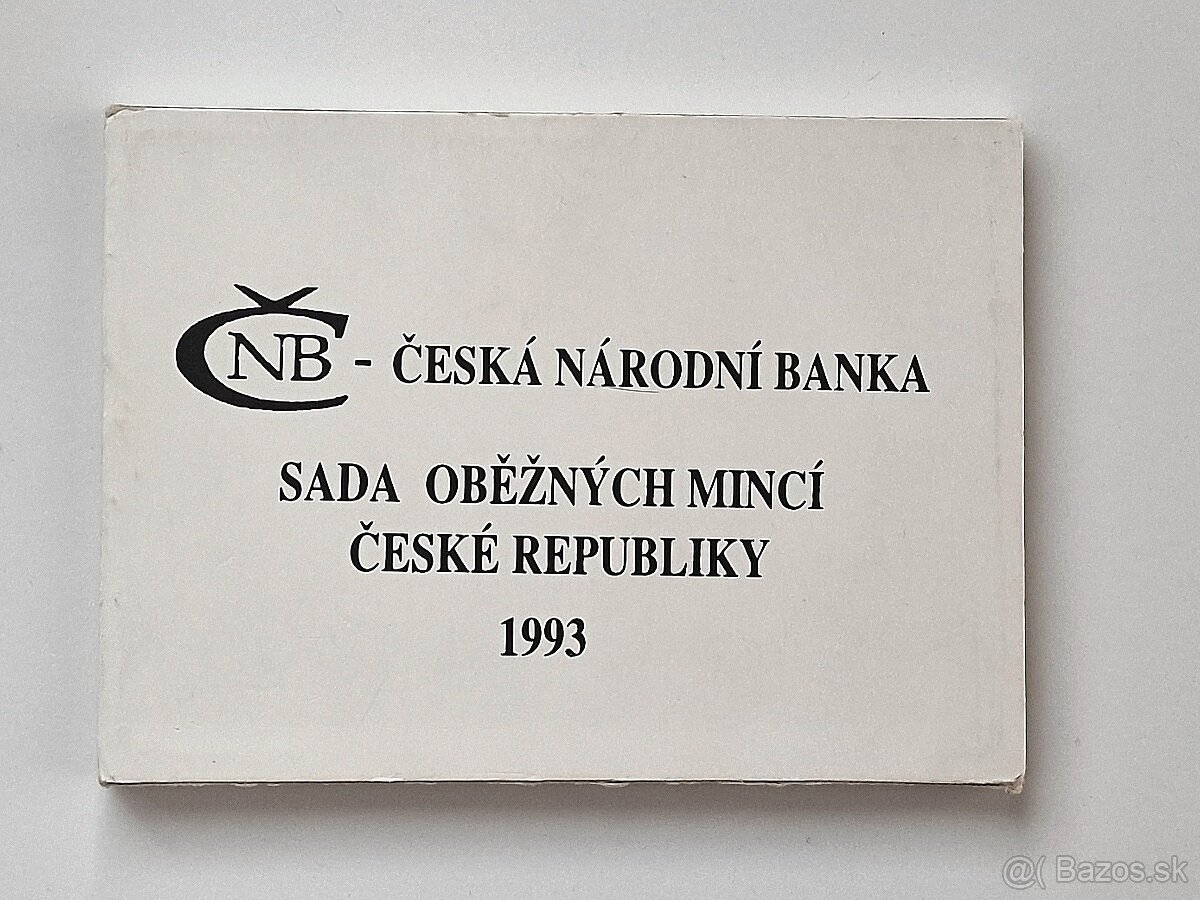 ČNB - ČESKÁ NÁRODNÍ BANKA
SADA OBĚŽNÝCH MINCÍ
ČESKÉ REPUBLIKY
1993
@( Bazos.sk